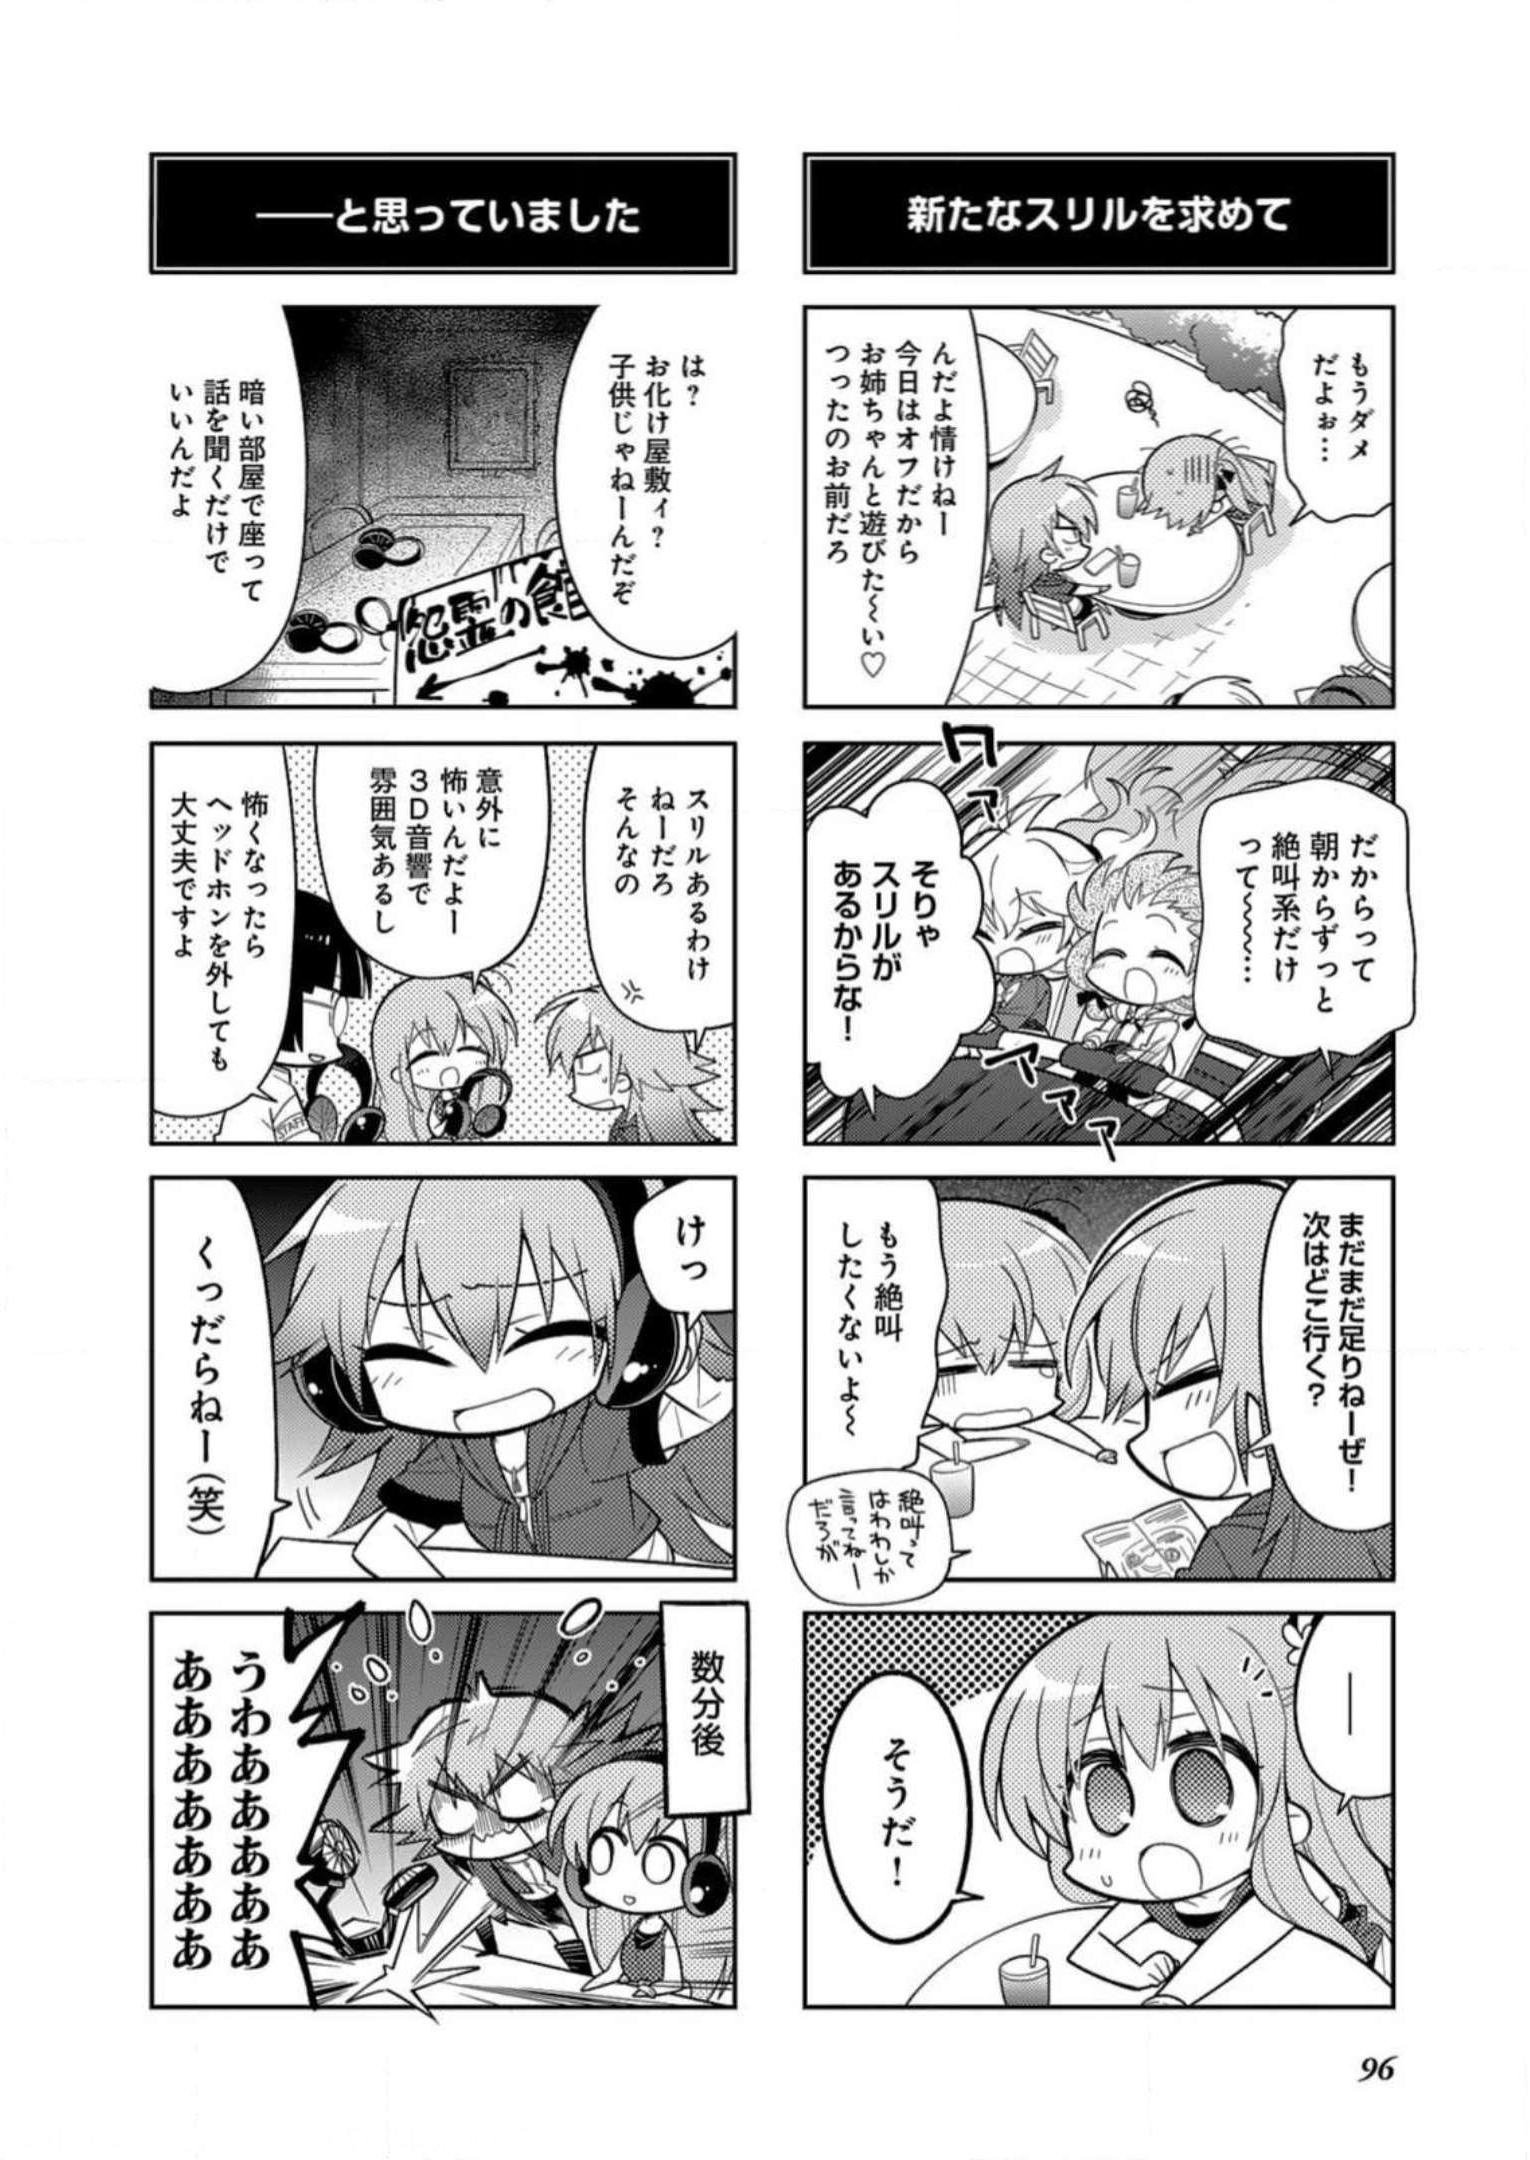 新たなスリルを求めて
もうダメ
だよぉ…
んだよ情けねー
今日はオフだから
お姉ちゃんと遊びた〜い♡
つったのお前だろ
だからって
朝からずっと
絶叫系だけ
って〜〜〜…
ワァァァァ
そりゃ
スリルが
あるからな！
まだまだ足りねーぜ！
次はどこ行く？
もう絶叫
したくないよ〜
絶叫って
はわわしか
言ってねー
だろが
――
そうだ！
――と思っていました
は？
お化け屋敷ィ？
子供じゃねーんだぞ
怨霊の館
暗い部屋で座って
話を聞くだけで
いいんだよ
スリルあるわけ
ねーだろ
そんなの
意外に
怖いんだよー
3D音響で
雰囲気あるし
怖くなったら
ヘッドホンを外しても
大丈夫ですよ
STAFF
けっ
くっだらねー（笑）
数分後
うわぁああああ
ああああああ
96